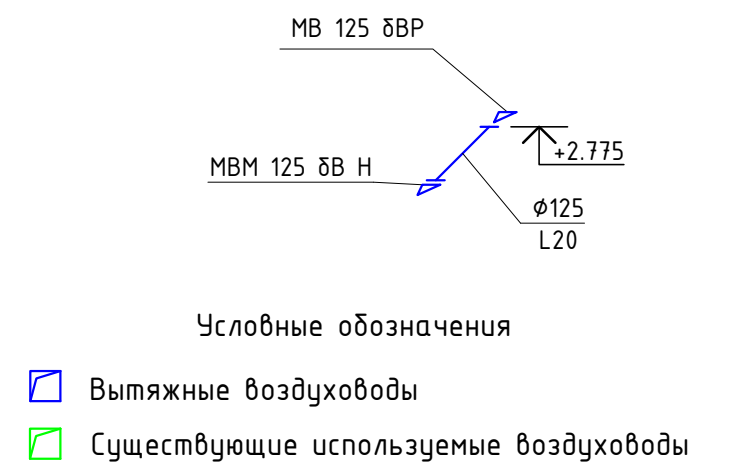 МВ 125 бВР
+2.775
МВМ 125 бВ Н
Ø125
L20
Условные обозначения
Вытяжные воздуховоды
Существующие используемые воздуховоды